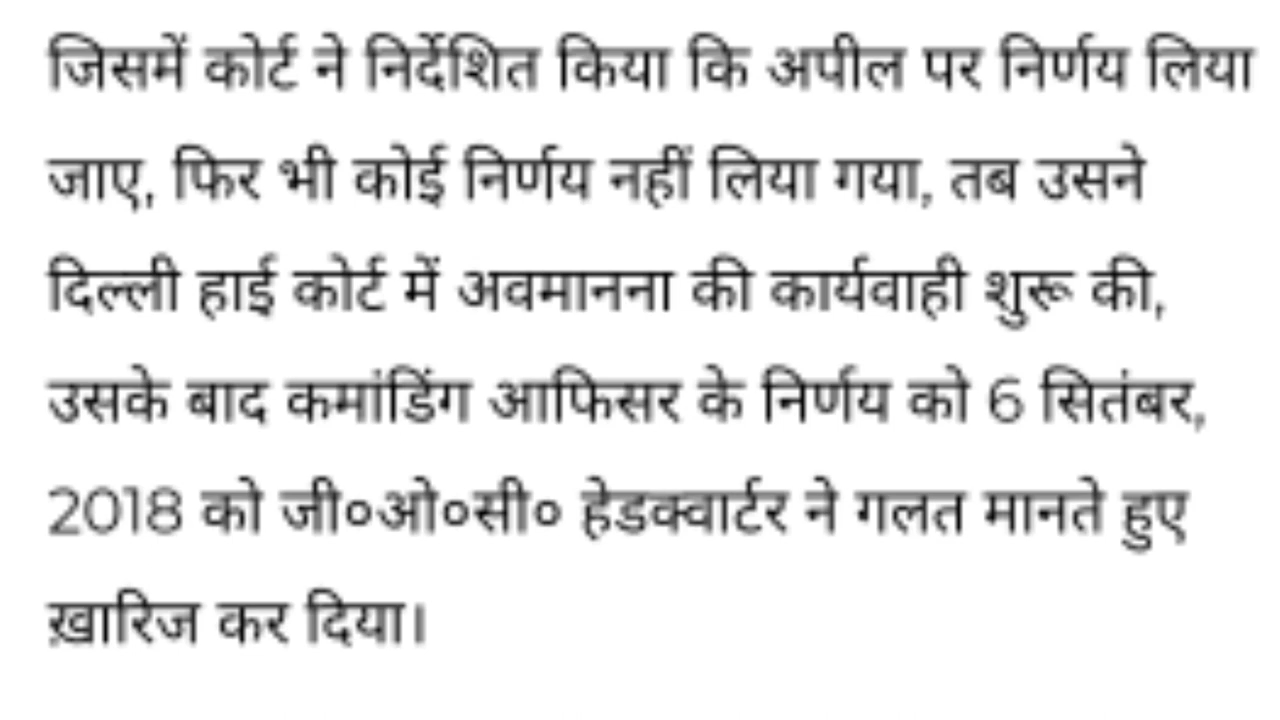 जिसमें कोर्ट ने निर्देशित किया कि अपील पर निर्णय लिया
जाए, फिर भी कोई निर्णय नहीं लिया गया, तब उसने
दिल्ली हाई कोर्ट में अवमानना की कार्यवाही शुरू की,
उसके बाद कमांडिंग आफिसर के निर्णय को 6 सितंबर,
2018 को जी०ओ०सी० हेडक्वार्टर ने गलत मानते हुए
ख़ारिज कर दिया।